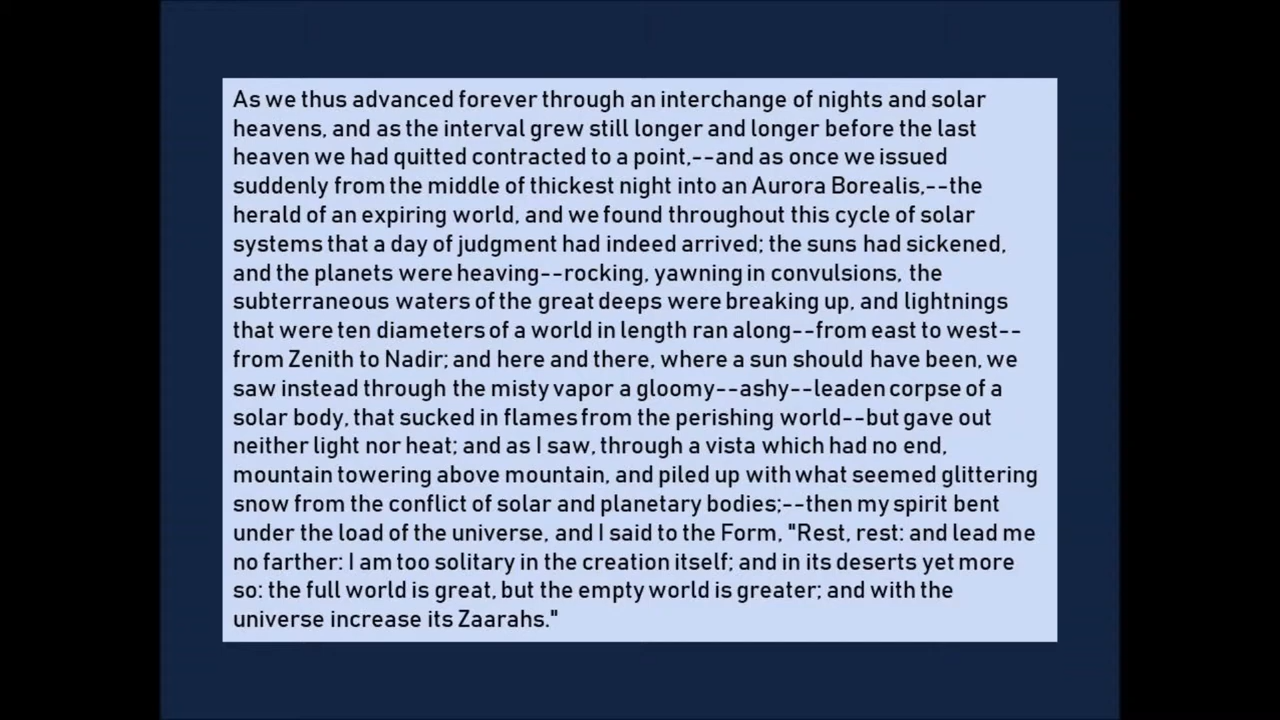 As we thus advanced forever through an interchange of nights and solar
heavens, and as the interval grew still longer and longer before the last
heaven we had quitted contracted to a point,--and as once we issued
suddenly from the middle of thickest night into an Aurora Borealis,--the
herald of an expiring world, and we found throughout this cycle of solar
systems that a day of judgment had indeed arrived; the suns had sickened,
and the planets were heaving--rocking, yawning in convulsions, the
subterraneous waters of the great deeps were breaking up, and lightnings
that were ten diameters of a world in length ran along--from east to west--
from Zenith to Nadir; and here and there, where a sun should have been, we
saw instead through the misty vapor a gloomy--ashy--leaden corpse of a
solar body, that sucked in flames from the perishing world--but gave out
neither light nor heat; and as I saw, through a vista which had no end,
mountain towering above mountain, and piled up with what seemed glittering
snow from the conflict of solar and planetary bodies;--then my spirit bent
under the load of the universe, and I said to the Form, "Rest, rest: and lead me
no farther: I am too solitary in the creation itself; and in its deserts yet more
so: the full world is great, but the empty world is greater; and with the
universe increase its Zaarahs."